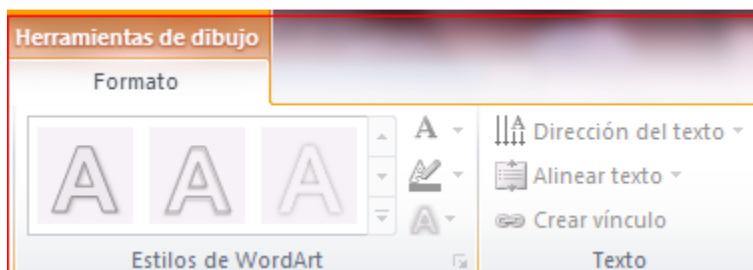 Herramientas de dibujo
Formato
Dirección del texto
Alinear texto
Crear vínculo
Estilos de WordArt
Texto